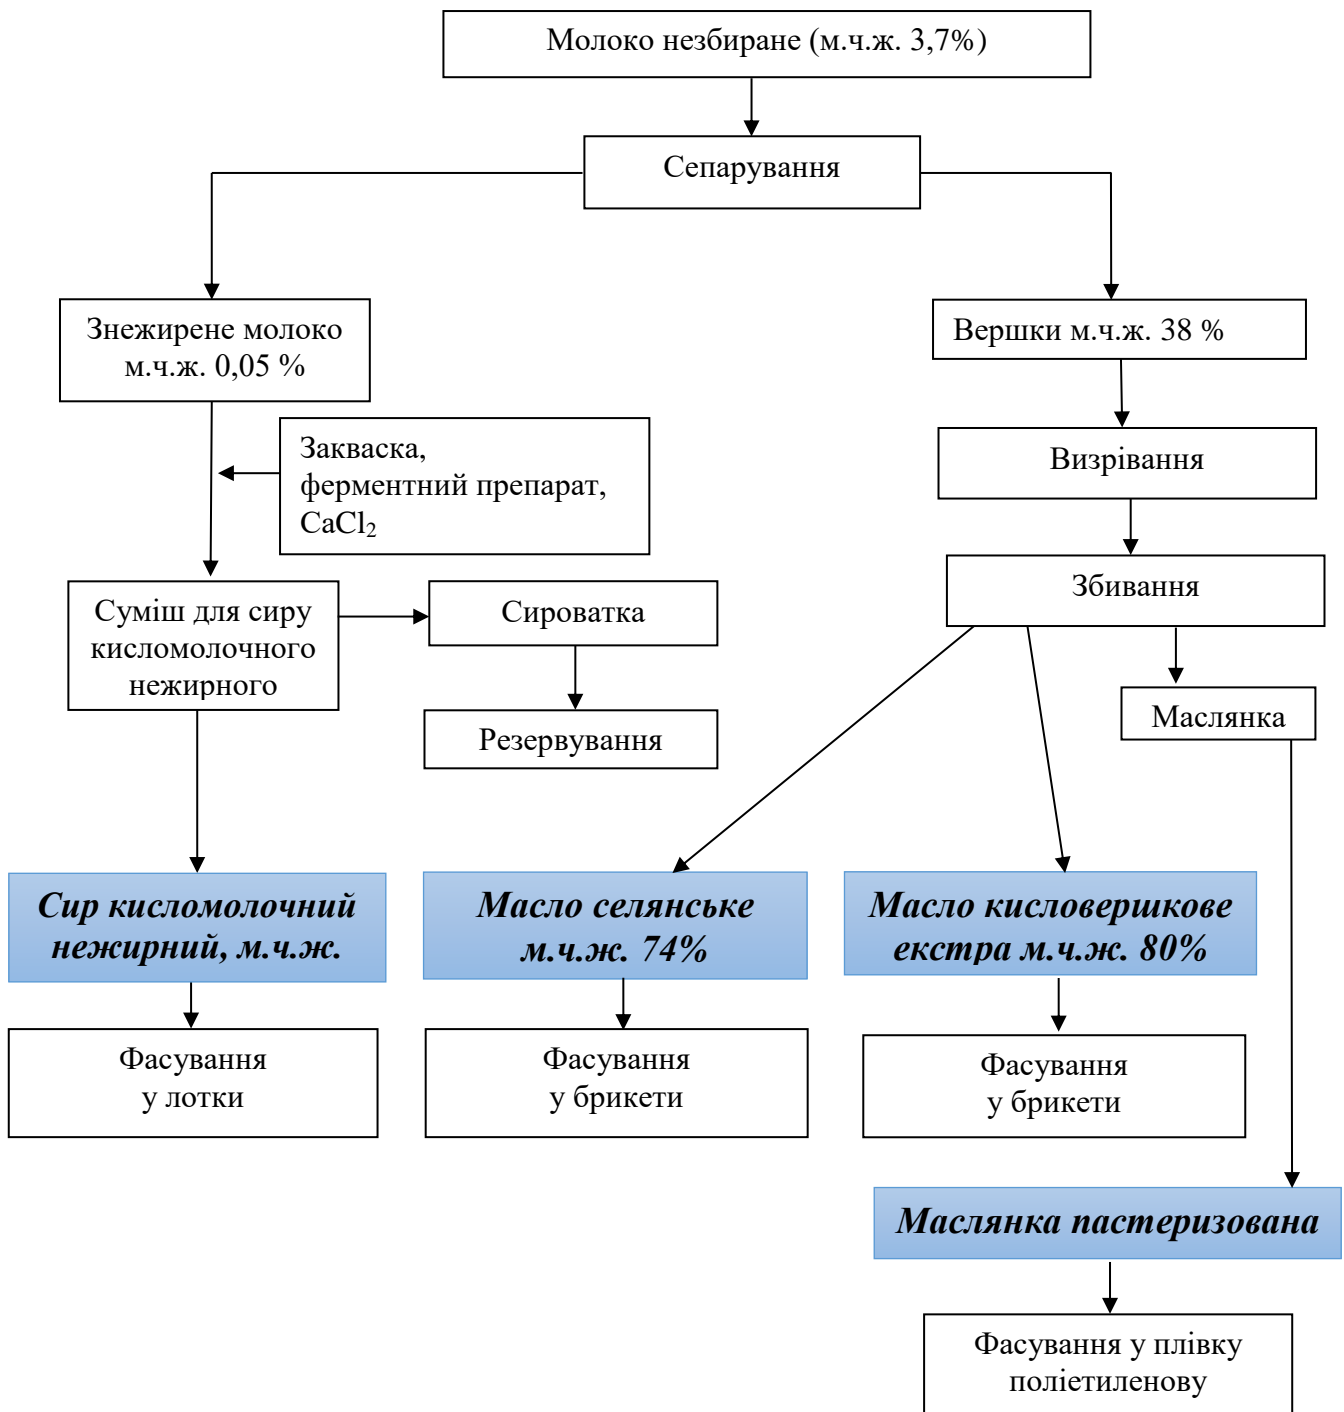 Молоко незбиране (м.ч.ж. 3,7%)
Сепарування
Знежирене молоко
м.ч.ж. 0,05 %
Вершки м.ч.ж. 38 %
Закваска,
ферментний препарат,
CaCl₂
Визрівання
Збивання
Суміш для сиру
кисломолочного
нежирного
Сироватка
Резервування
Маслянка
Сир кисломолочний
нежирний, м.ч.ж.
Масло селянське
м.ч.ж. 74%
Масло кисловершкове
екстра м.ч.ж. 80%
Фасування
у лотки
Фасування
у брикети
Фасування
у брикети
Маслянка пастеризована
Фасування у плівку
поліетиленову